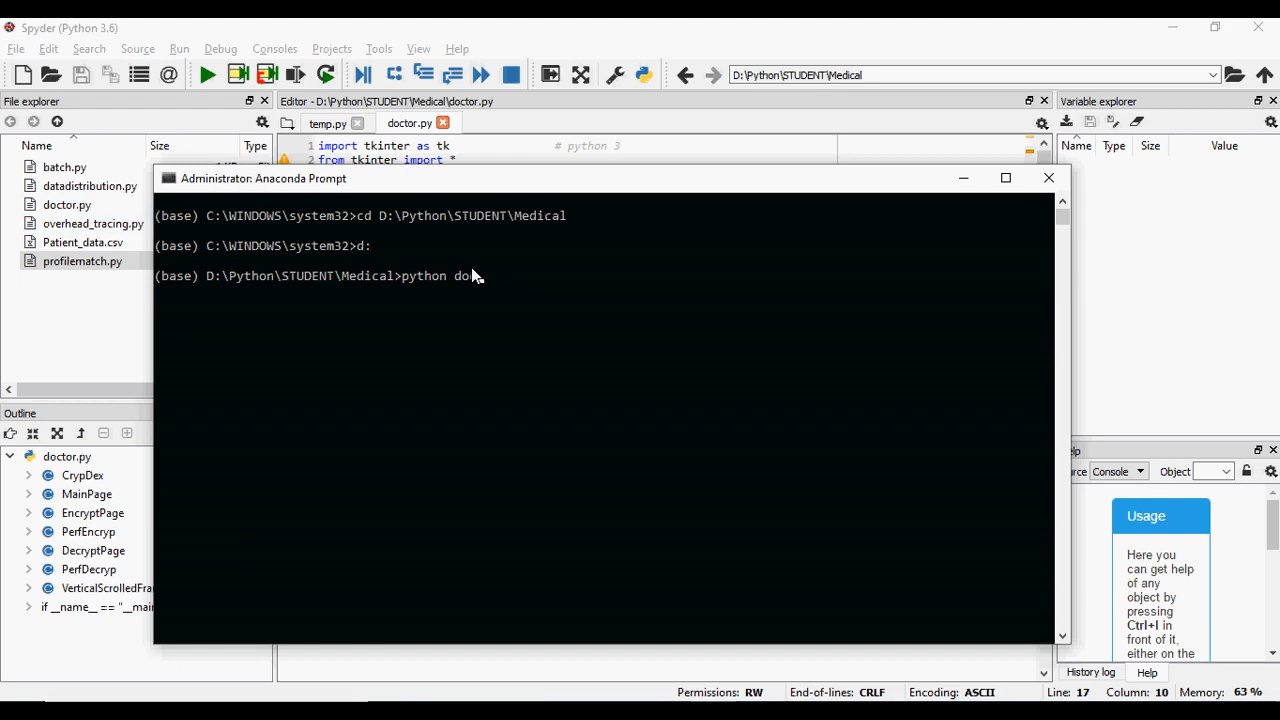 Spyder (Python 3.6)
File Edit Search Source Run Debug Consoles Projects Tools View Help
D:\Python\STUDENT\Medical
File explorer
Name Size Type
batch.py
datadistribution.py
doctor.py
overhead_tracing.py
Patient_data.csv
profilematch.py
Outline
doctor.py
CrypDex
MainPage
EncryptPage
PerfEncryp
DecryptPage
PerfDecryp
VerticalScrolledFra
if __name__ == "__mai
Editor - D:\Python\STUDENT\Medical\doctor.py
temp.py doctor.py
1 import tkinter as tk # python 3
2 from tkinter import *
Administrator: Anaconda Prompt
(base) C:\WINDOWS\system32>cd D:\Python\STUDENT\Medical
(base) C:\WINDOWS\system32>d:
(base) D:\Python\STUDENT\Medical>python do
Variable explorer
Name Type Size Value
Console Object
Usage
Here you
can get help
of any
object by
pressing
Ctrl+I in
front of it,
either on the
History log Help
Permissions: RW End-of-lines: CRLF Encoding: ASCII Line: 17 Column: 10 Memory: 63 %